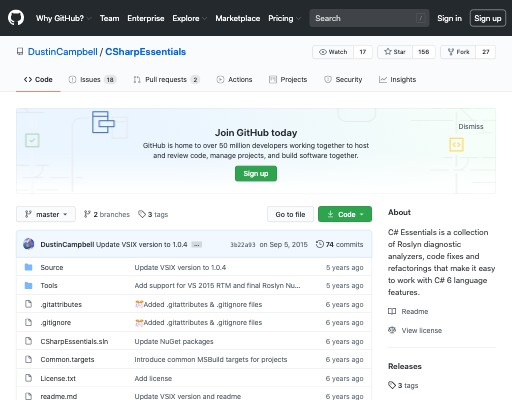 Why GitHub? Team Enterprise Explore Marketplace Pricing Search / Sign in Sign up
DustinCampbell / CSharpEssentials Watch 17 Star 156 Fork 27
Code Issues 18 Pull requests 2 Actions Projects Security Insights
Dismiss
Join GitHub today
GitHub is home to over 50 million developers working together to host
and review code, manage projects, and build software together.
Sign up
master 2 branches 3 tags Go to file Code
DustinCampbell Update VSIX version to 1.0.4 ... 3b22a93 on Sep 5, 2015 74 commits
Source Update VSIX version to 1.0.4 5 years ago
Tools Add support for VS 2015 RTM and final Roslyn Nu... 5 years ago
.gitattributes 🎊Added .gitattributes & .gitignore files 6 years ago
.gitignore 🎊Added .gitattributes & .gitignore files 6 years ago
CSharpEssentials.sln Update NuGet packages 6 years ago
Common.targets Introduce common MSBuild targets for projects 6 years ago
License.txt Add license 6 years ago
readme.md Update VSIX version and readme 6 years ago
About
C# Essentials is a collection
of Roslyn diagnostic
analyzers, code fixes and
refactorings that make it easy
to work with C# 6 language
features.
Readme
View license
Releases
3 tags